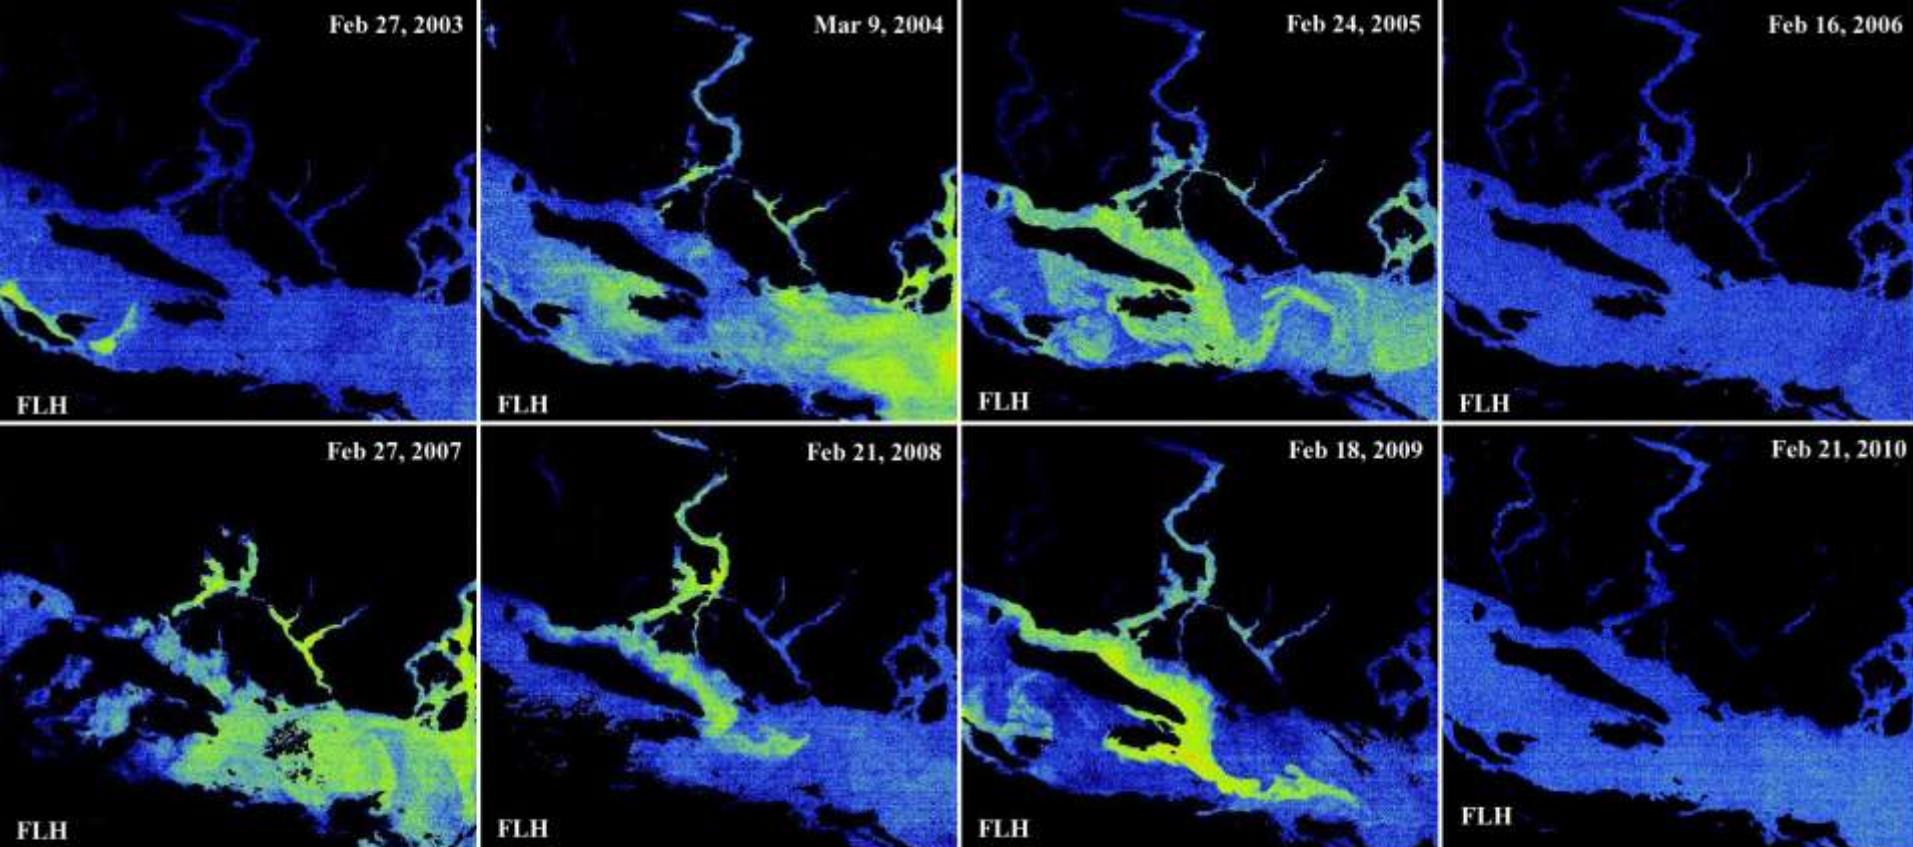 Feb 27, 2003
Mar 9, 2004
Feb 24, 2005
Feb 16, 2006
FLH
FLH
FLH
FLH
Feb 27, 2007
Feb 21, 2008
Feb 18, 2009
Feb 21, 2010
FLH
FLH
FLH
FLH